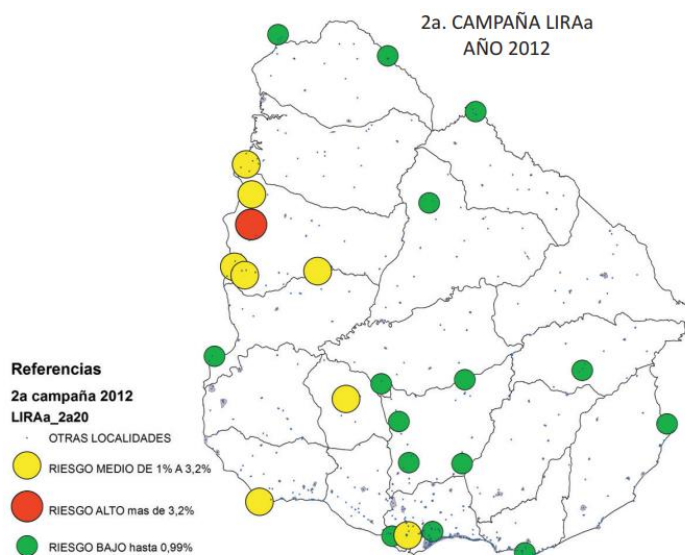 2a. CAMPAÑA LIRAa
AÑO 2012
Referencias
2a campaña 2012
LIRAa_2a20
OTRAS LOCALIDADES
RIESGO MEDIO DE 1% A 3,2%
RIESGO ALTO mas de 3,2%
RIESGO BAJO hasta 0,99%